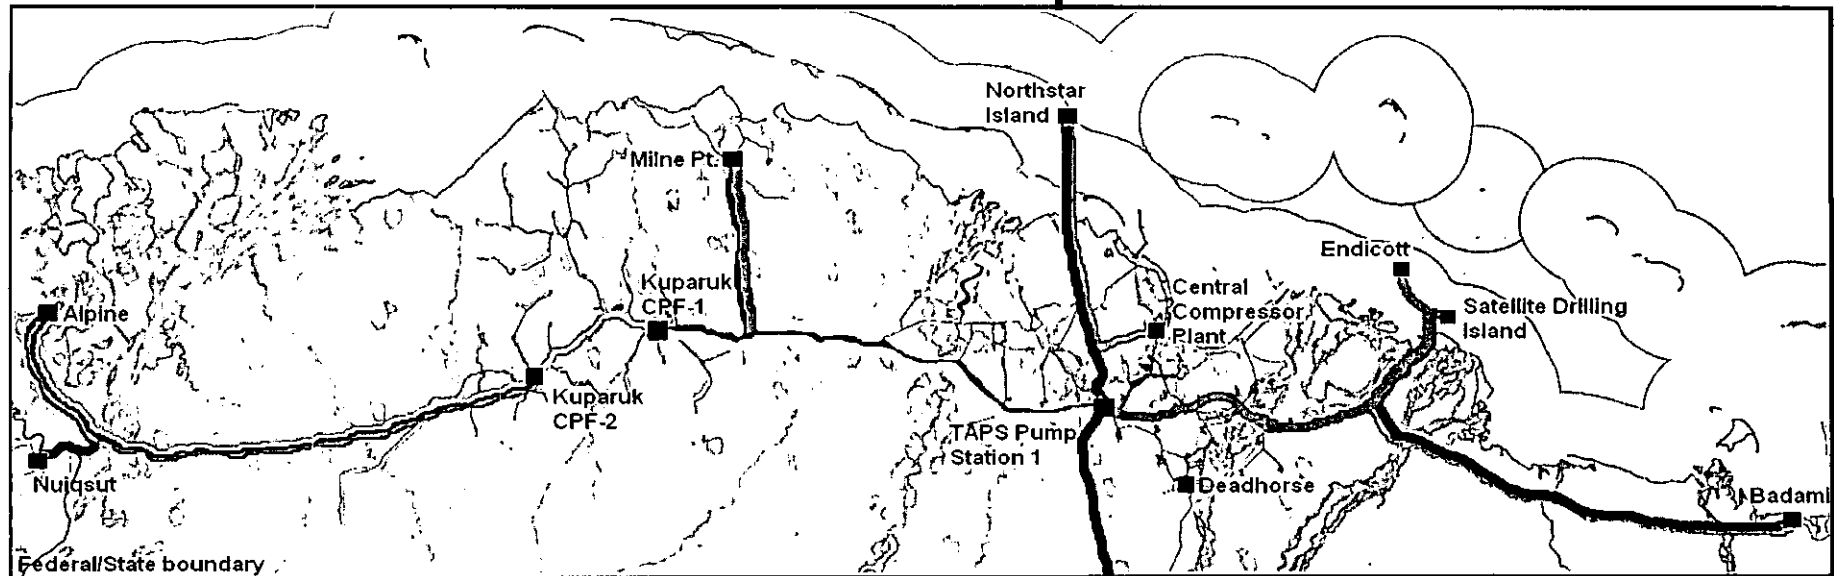 Northstar
Island
Milne Pt.
Endicott
Kuparuk
CPF-1
Central
Compressor
Plant
Satellite Drilling
Island
Alpine
Kuparuk
CPF-2
TAPS Pump
Station 1
Nuiqsut
Deadhorse
Badami
Federal/State boundary